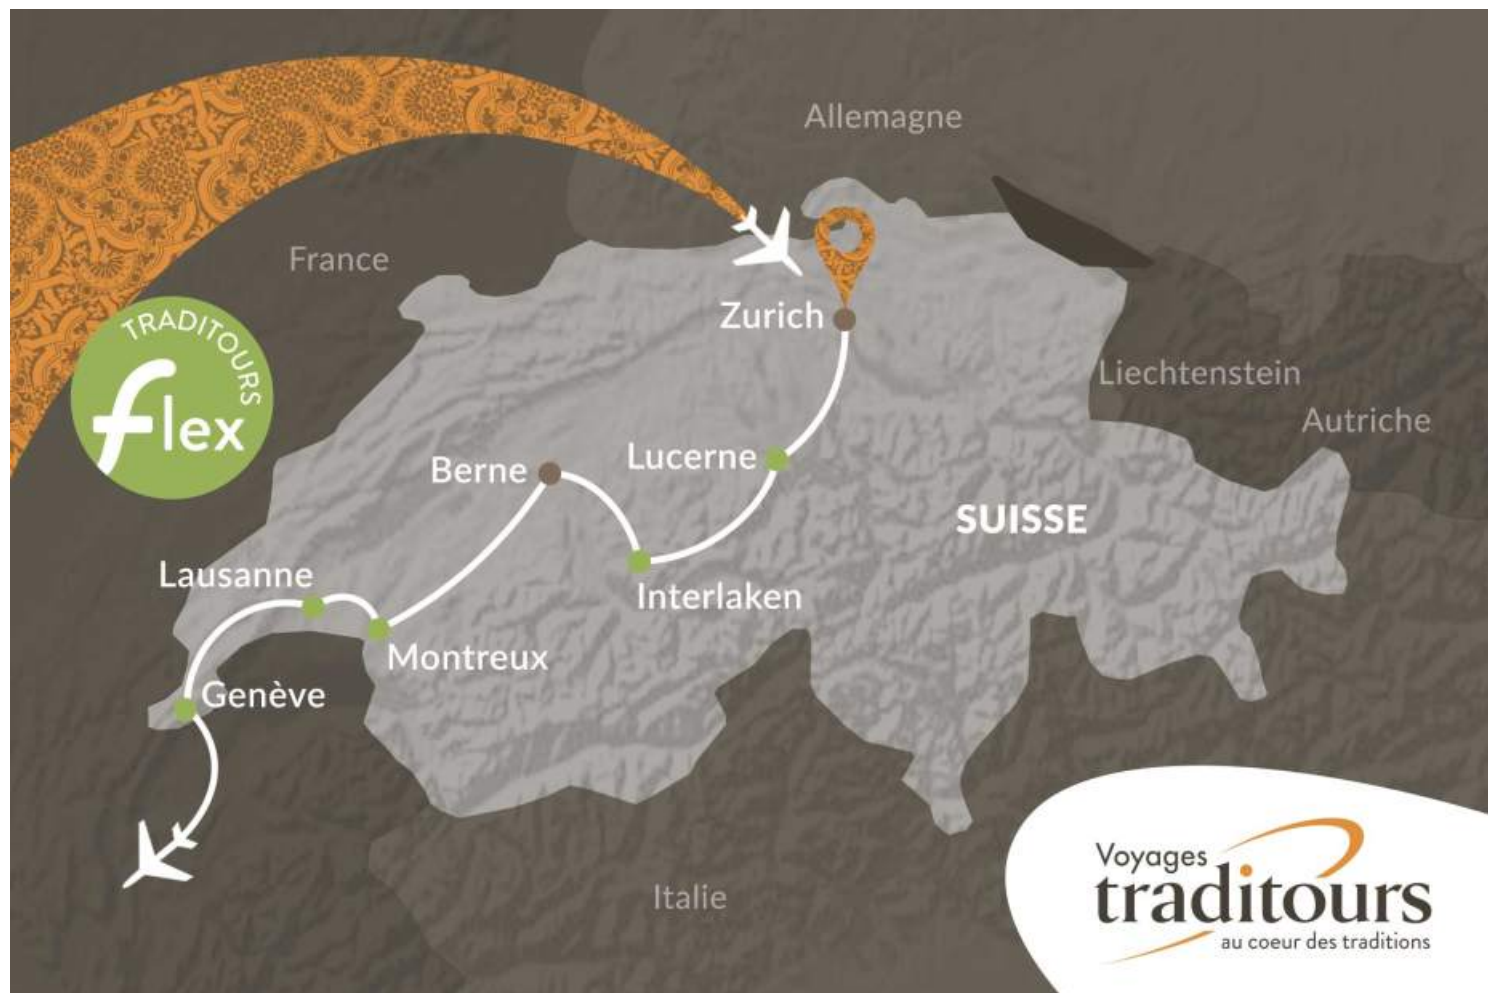 Allemagne
France
TRADITOURS
flex
Zurich
Liechtenstein
Autriche
Lucerne
Berne
SUISSE
Lausanne
Interlaken
Montreux
Genève
Italie
Voyages
traditours
au coeur des traditions